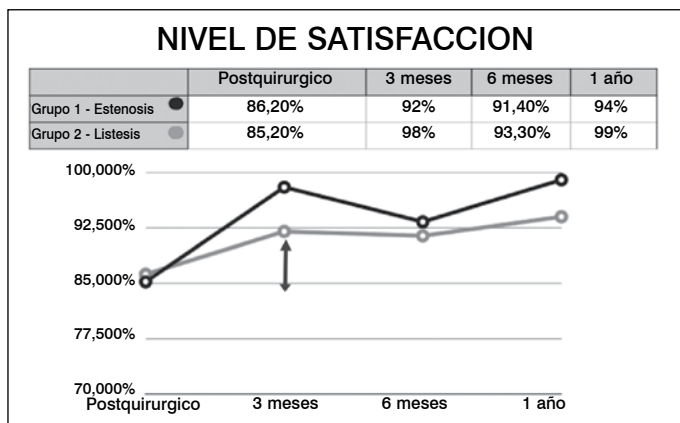 NIVEL DE SATISFACCION
Postquirurgico 3 meses 6 meses 1 año
Grupo 1 - Estenosis 86,20% 92% 91,40% 94%
Grupo 2 - Listesis 85,20% 98% 93,30% 99%
100,000%
92,500%
85,000%
77,500%
70,000%
Postquirurgico 3 meses 6 meses 1 año